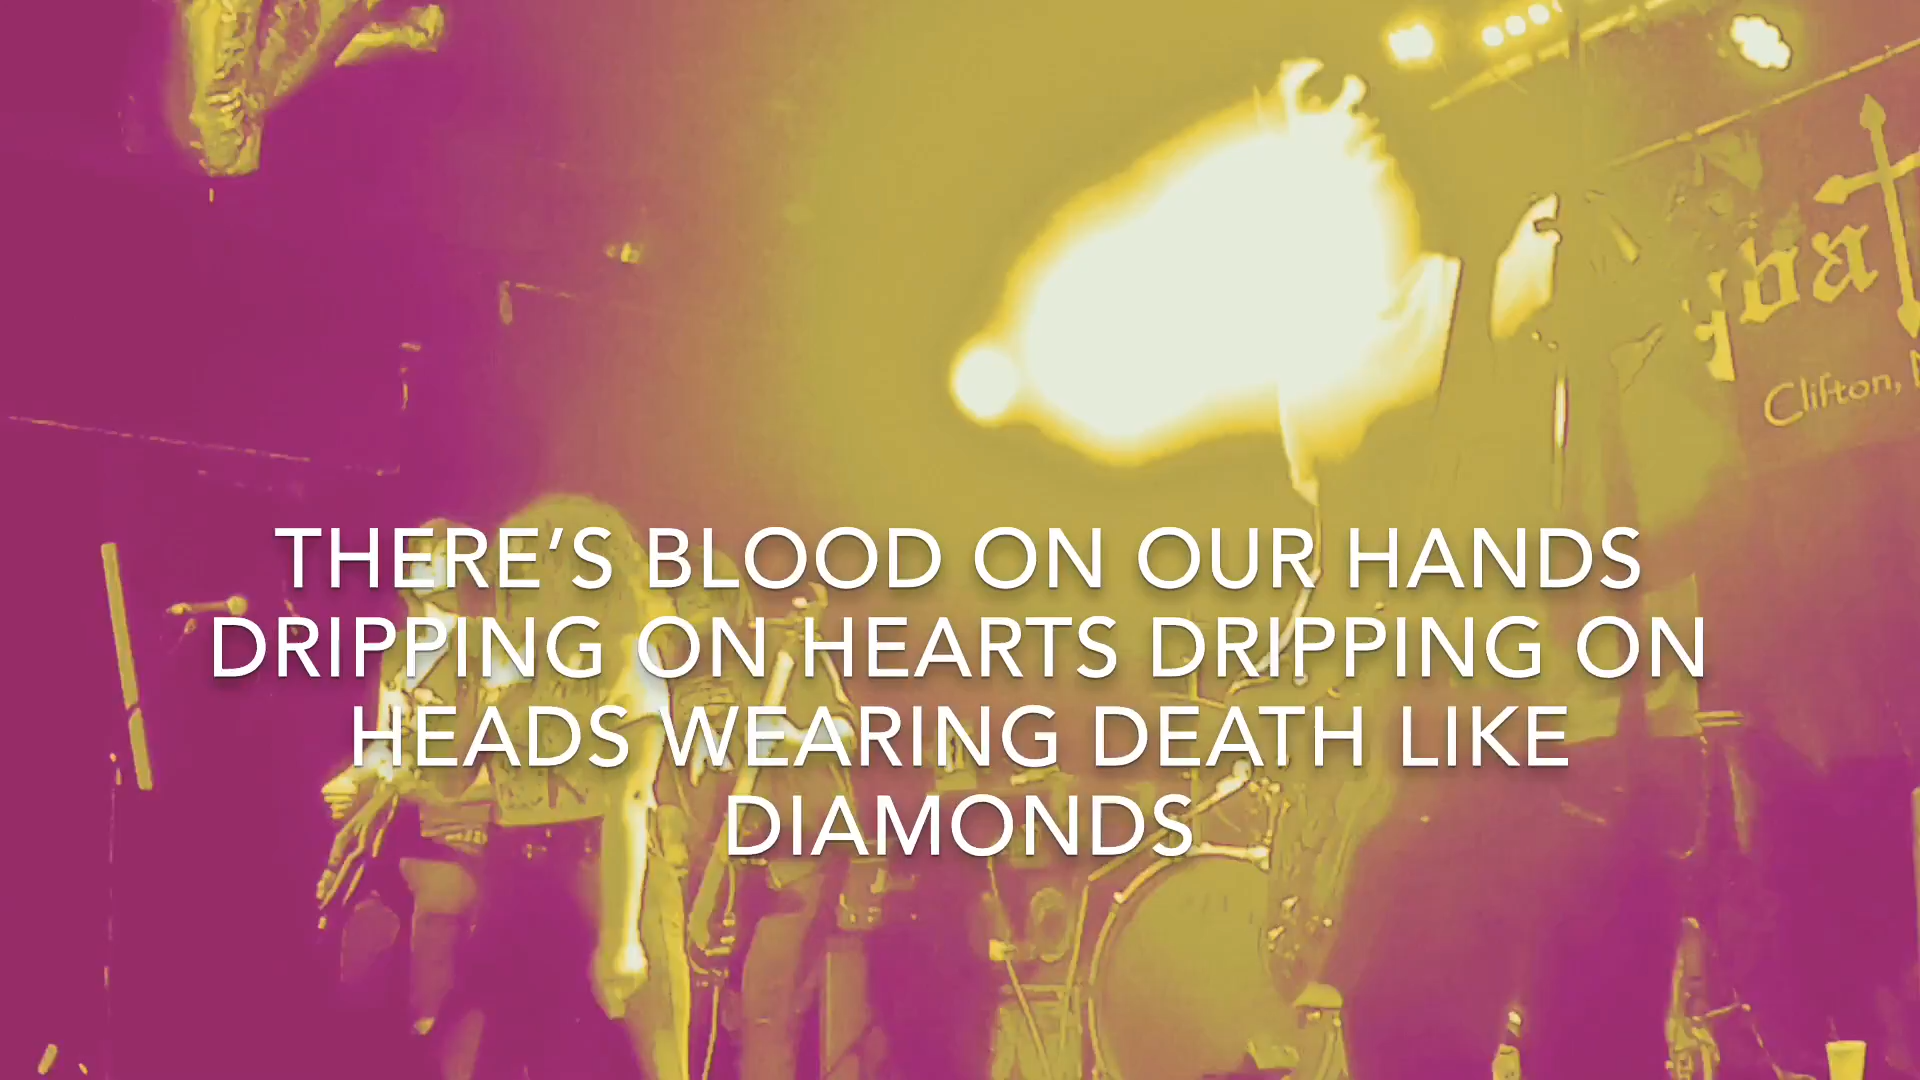 THERE’S BLOOD ON OUR HANDS
DRIPPING ON HEARTS DRIPPING ON
HEADS WEARING DEATH LIKE
DIAMONDS
Clifton,